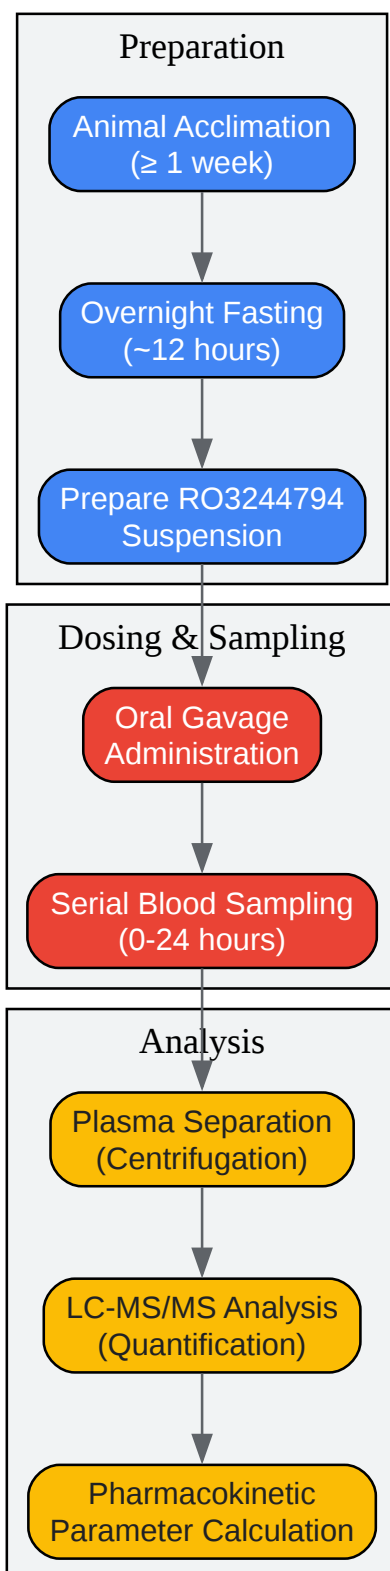 Preparation
Animal Acclimation
(≥ 1 week)
Overnight Fasting
(~12 hours)
Prepare RO3244794
Suspension
Dosing & Sampling
Oral Gavage
Administration
Serial Blood Sampling
(0-24 hours)
Analysis
Plasma Separation
(Centrifugation)
LC-MS/MS Analysis
(Quantification)
Pharmacokinetic
Parameter Calculation